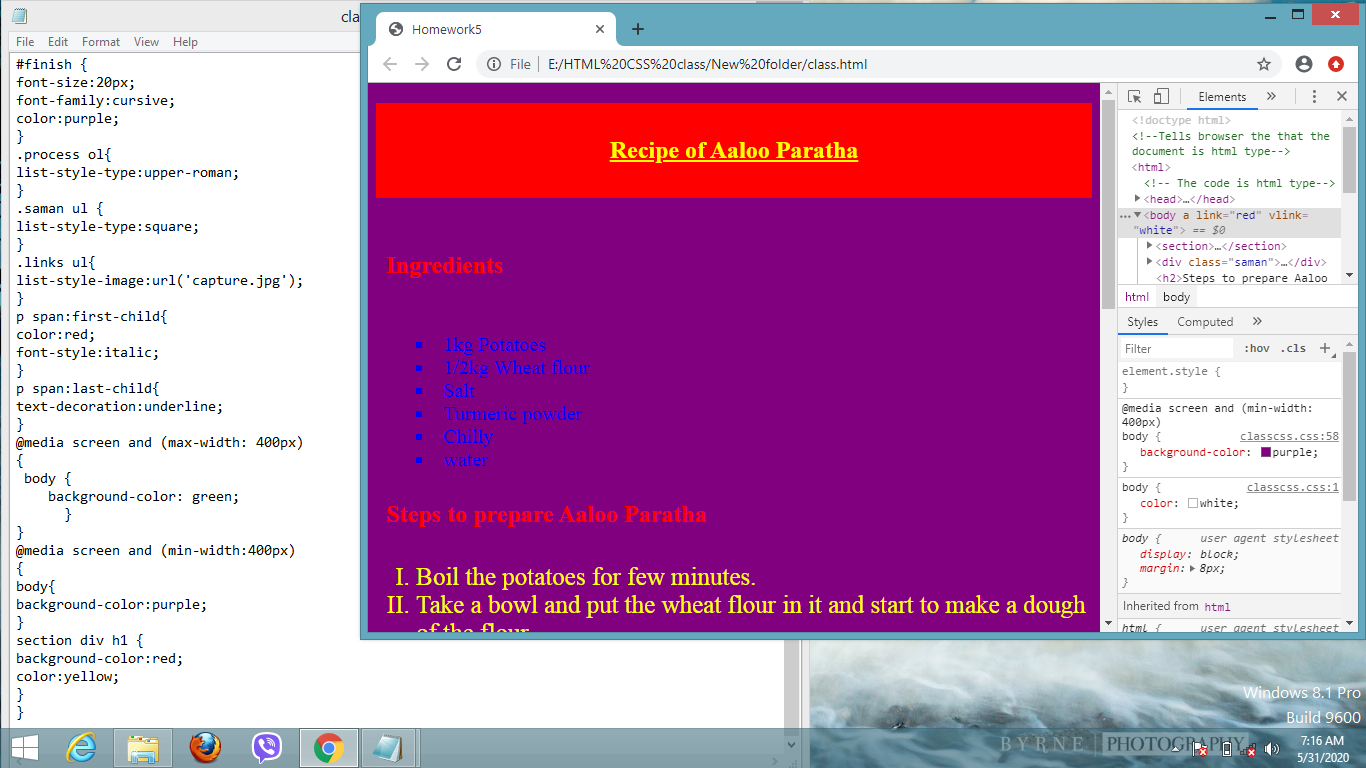 cla
File Edit Format View Help
#finish {
font-size:20px;
font-family:cursive;
color:purple;
}
.process ol{
list-style-type:upper-roman;
}
.saman ul {
list-style-type:square;
}
.links ul{
list-style-image:url('capture.jpg');
}
p span:first-child{
color:red;
font-style:italic;
}
p span:last-child{
text-decoration:underline;
}
@media screen and (max-width: 400px)
{
body {
background-color: green;
}
}
@media screen and (min-width:400px)
{
body{
background-color:purple;
}
section div h1 {
background-color:red;
color:yellow;
}
}
Homework5
File E:/HTML%20CSS%20class/New%20folder/class.html
Recipe of Aaloo Paratha
Ingredients
1kg Potatoes
1/2kg Wheat flour
Salt
Turmeric powder
Chilly
water
Steps to prepare Aaloo Paratha
I. Boil the potatoes for few minutes.
II. Take a bowl and put the wheat flour in it and start to make a dough
of the flour
Elements »
<!doctype html>
<!--Tells browser the that the
document is html type-->
<html>
<!-- The code is html type-->
<head>…</head>
<body a link="red" vlink=
"white"> == $0
<section>…</section>
<div class="saman">…</div>
<h2>Steps to prepare Aaloo
html body
Styles Computed »
Filter :hov .cls +
element.style {
}
@media screen and (min-width:
400px)
body { classcss.css:58
background-color: purple;
}
body { classcss.css:1
color: white;
}
body { user agent stylesheet
display: block;
margin: 8px;
}
Inherited from html
html { user agent stylesheet
Windows 8.1 Pro
Build 9600
BYRNE PHOTOGRAPHY
7:16 AM
5/31/2020